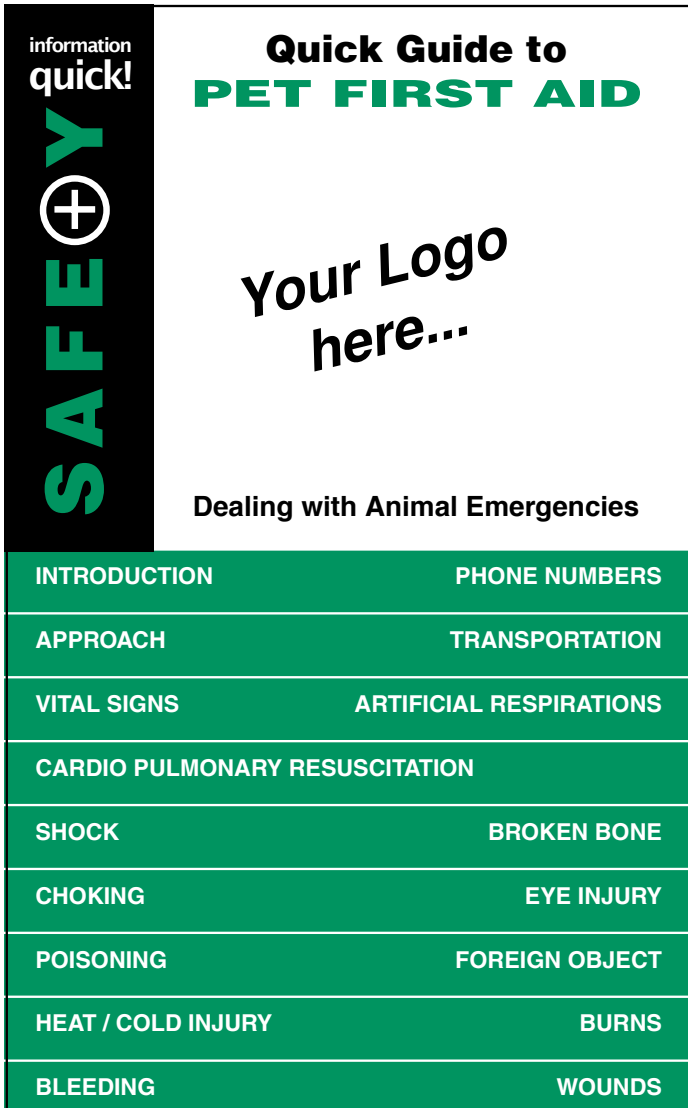 information
quick!
SAFETY
Quick Guide to
PET FIRST AID
Your Logo
here...
Dealing with Animal Emergencies
INTRODUCTION PHONE NUMBERS
APPROACH TRANSPORTATION
VITAL SIGNS ARTIFICIAL RESPIRATIONS
CARDIO PULMONARY RESUSCITATION
SHOCK BROKEN BONE
CHOKING EYE INJURY
POISONING FOREIGN OBJECT
HEAT / COLD INJURY BURNS
BLEEDING WOUNDS